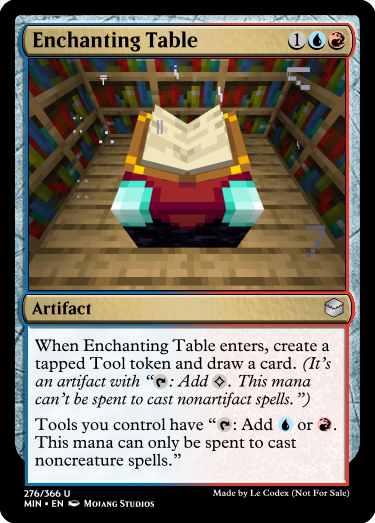 Enchanting Table 1
Artifact
When Enchanting Table enters, create a
tapped Tool token and draw a card. (It's
an artifact with “: Add . This mana
can't be spent to cast nonartifact spells.”)
Tools you control have “: Add or .
This mana can only be spent to cast
noncreature spells.”
276/366 U
MIN • EN Mojang Studios
Made by Le Codex (Not For Sale)